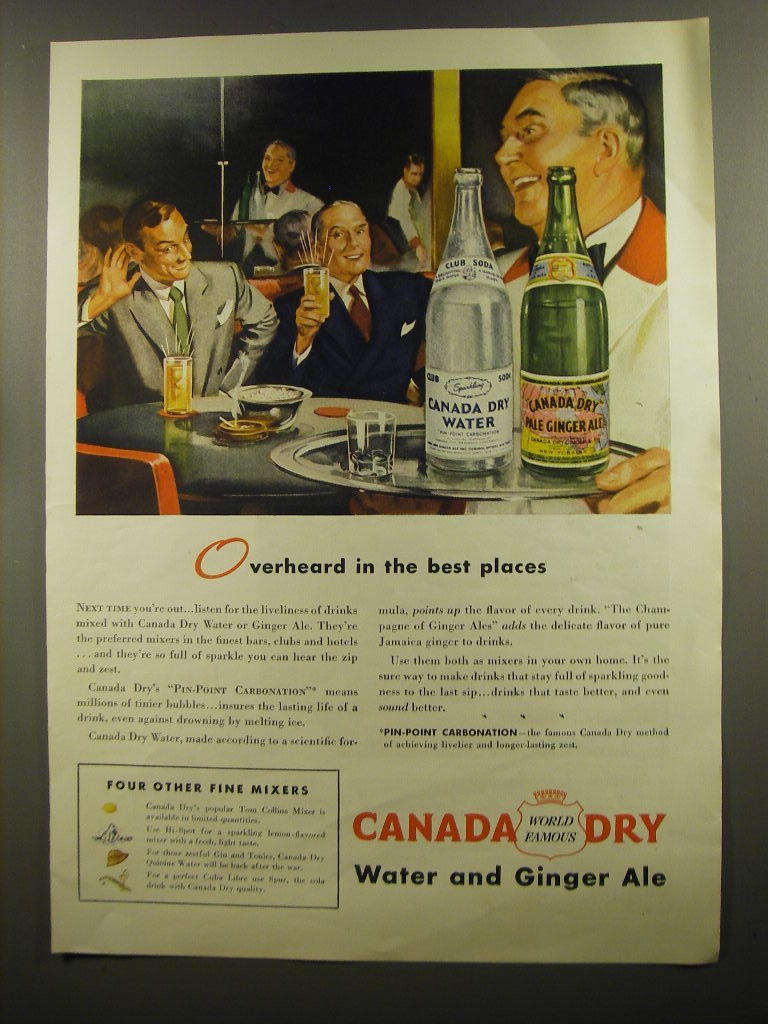 CLUB SODA
CLUB SODA
Sparkling
CANADA DRY
WATER
PIN-POINT CARBONATION
CANADA DRY
PALE GINGER ALE
Overheard in the best places
NEXT TIME you're out...listen for the liveliness of drinks
mixed with Canada Dry Water or Ginger Ale. They're
the preferred mixers in the finest bars, clubs and hotels
...and they're so full of sparkle you can hear the zip
and zest.
Canada Dry's "PIN-POINT CARBONATION"* means
millions of tinier bubbles...insures the lasting life of a
drink, even against drowning by melting ice.
Canada Dry Water, made according to a scientific for-
mula, points up the flavor of every drink. "The Cham-
pagne of Ginger Ales" adds the delicate flavor of pure
Jamaica ginger to drinks.
Use them both as mixers in your own home. It's the
sure way to make drinks that stay full of sparkling good-
ness to the last sip...drinks that taste better, and even
sound better.
*PIN-POINT CARBONATION—the famous Canada Dry method
of achieving livelier and longer-lasting zest.
FOUR OTHER FINE MIXERS
Canada Dry's popular Tom Collins Mixer is
available in limited quantities.
Use Hi-Spot for a sparkling lemon-flavored
mixer with a fresh, light taste.
For those zestful Gin and Tonics, Canada Dry
Quinine Water will be back after the war.
For a perfect Cuba Libre use Spur, the cola
drink with Canada Dry quality.
CANADA DRY
WORLD
FAMOUS
Water and Ginger Ale